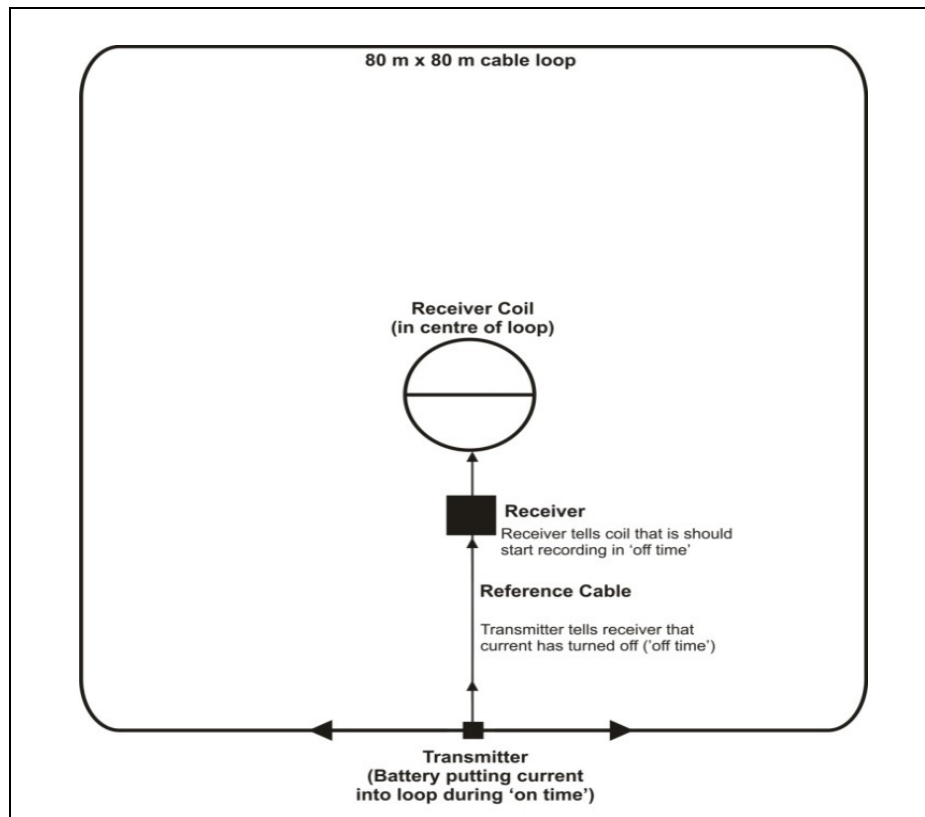 80 m x 80 m cable loop
Receiver Coil
(in centre of loop)
Receiver
Receiver tells coil that is should
start recording in 'off time'
Reference Cable
Transmitter tells receiver that
current has turned off ('off time')
Transmitter
(Battery putting current
into loop during 'on time')